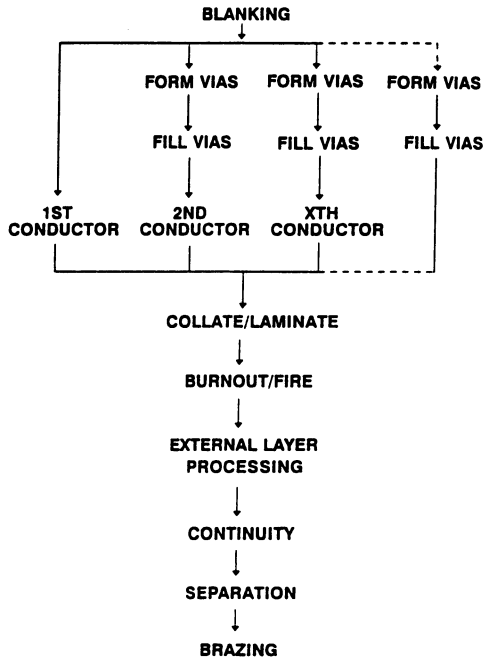 BLANKING
FORM VIAS
FORM VIAS
FORM VIAS
FILL VIAS
FILL VIAS
FILL VIAS
1ST
CONDUCTOR
2ND
CONDUCTOR
XTH
CONDUCTOR
COLLATE/LAMINATE
BURNOUT/FIRE
EXTERNAL LAYER
PROCESSING
CONTINUITY
SEPARATION
BRAZING